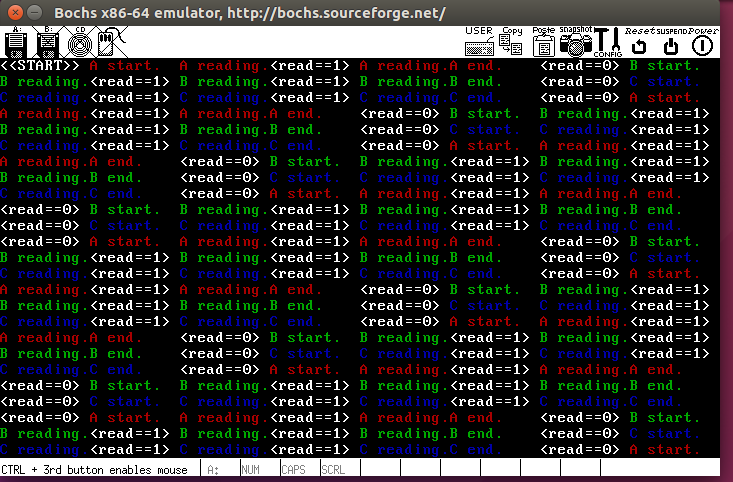 Bochs x86-64 emulator, http://bochs.sourceforge.net/
A: B: CD USER Copy Paste snapshot CONFIG Reset SUSPEND Power
<<START>> A start. A reading.<read==1> A reading.A end. <read==0> B start.
B reading.<read==1> B reading.<read==1> B reading.B end. <read==0> C start.
C reading.<read==1> C reading.<read==1> C reading.C end. <read==0> A start.
A reading.<read==1> A reading.A end. <read==0> B start. B reading.<read==1>
B reading.<read==1> B reading.B end. <read==0> C start. C reading.<read==1>
C reading.<read==1> C reading.C end. <read==0> A start. A reading.<read==1>
A reading.A end. <read==0> B start. B reading.<read==1> B reading.<read==1>
B reading.B end. <read==0> C start. C reading.<read==1> C reading.<read==1>
C reading.C end. <read==0> A start. A reading.<read==1> A reading.A end.
<read==0> B start. B reading.<read==1> B reading.<read==1> B reading.B end.
<read==0> C start. C reading.<read==1> C reading.<read==1> C reading.C end.
<read==0> A start. A reading.<read==1> A reading.A end. <read==0> B start.
B reading.<read==1> B reading.<read==1> B reading.B end. <read==0> C start.
C reading.<read==1> C reading.<read==1> C reading.C end. <read==0> A start.
A reading.<read==1> A reading.A end. <read==0> B start. B reading.<read==1>
B reading.<read==1> B reading.B end. <read==0> C start. C reading.<read==1>
C reading.<read==1> C reading.C end. <read==0> A start. A reading.<read==1>
A reading.A end. <read==0> B start. B reading.<read==1> B reading.<read==1>
B reading.B end. <read==0> C start. C reading.<read==1> C reading.<read==1>
C reading.C end. <read==0> A start. A reading.<read==1> A reading.A end.
<read==0> B start. B reading.<read==1> B reading.<read==1> B reading.B end.
<read==0> C start. C reading.<read==1> C reading.<read==1> C reading.C end.
<read==0> A start. A reading.<read==1> A reading.A end. <read==0> B start.
B reading.<read==1> B reading.<read==1> B reading.B end. <read==0> C start.
C reading.<read==1> C reading.<read==1> C reading.C end. <read==0> A start.
CTRL + 3rd button enables mouse A: NUM CAPS SCRL